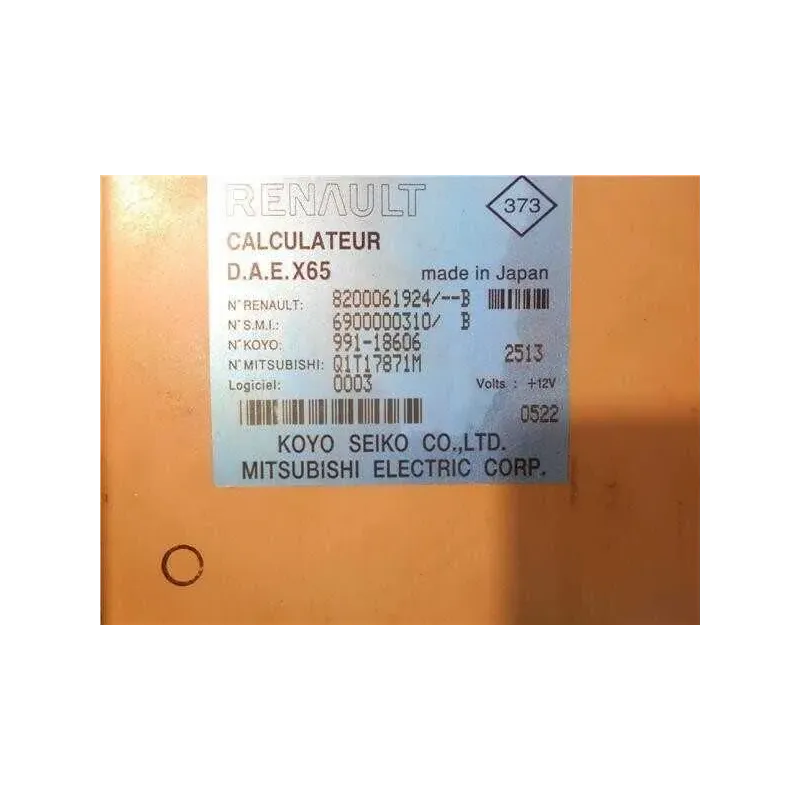 RENAULT 373
CALCULATEUR
D.A.E.X65 made in Japan
N° RENAULT: 8200061924/--B
N° S.M.I.: 6900000310/ B
N° KOYO: 991-18606
N° MITSUBISHI: Q1T17871M 2513
Logiciel: 0003 Volts : +12V
0522
KOYO SEIKO CO.,LTD.
MITSUBISHI ELECTRIC CORP.